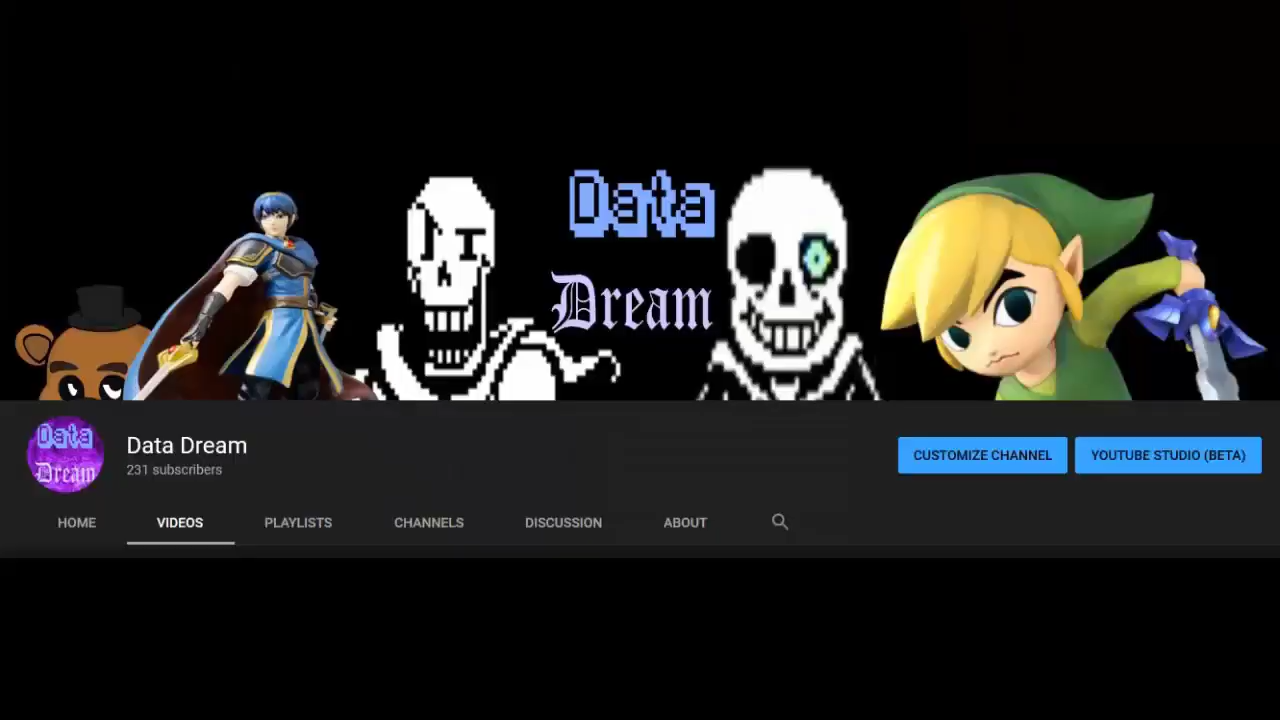 Data
Dream
Data
Dream
Data Dream
231 subscribers
CUSTOMIZE CHANNEL
YOUTUBE STUDIO (BETA)
HOME
VIDEOS
PLAYLISTS
CHANNELS
DISCUSSION
ABOUT